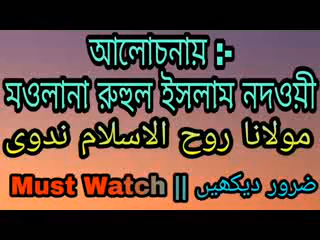 আলোচনায় :-
মওলানা রুহুল ইসলাম নদওয়ী
مولانا روح الاسلام ندوی
Must Watch || ضرور دیکھیں